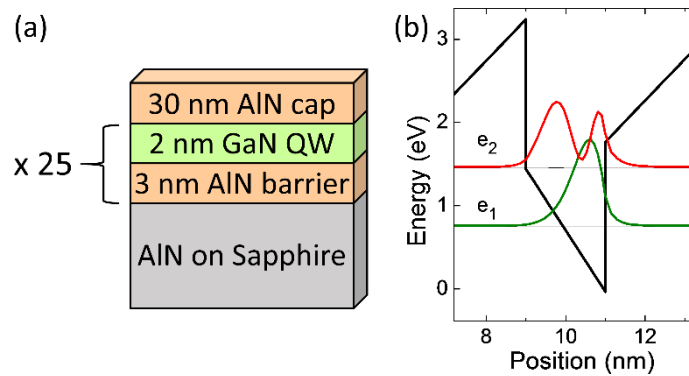 (a)
30 nm AlN cap
2 nm GaN QW
x 25
3 nm AlN barrier
AlN on Sapphire
(b)
3
2
1
0
Energy (eV)
e2
e1
8
10
12
Position (nm)